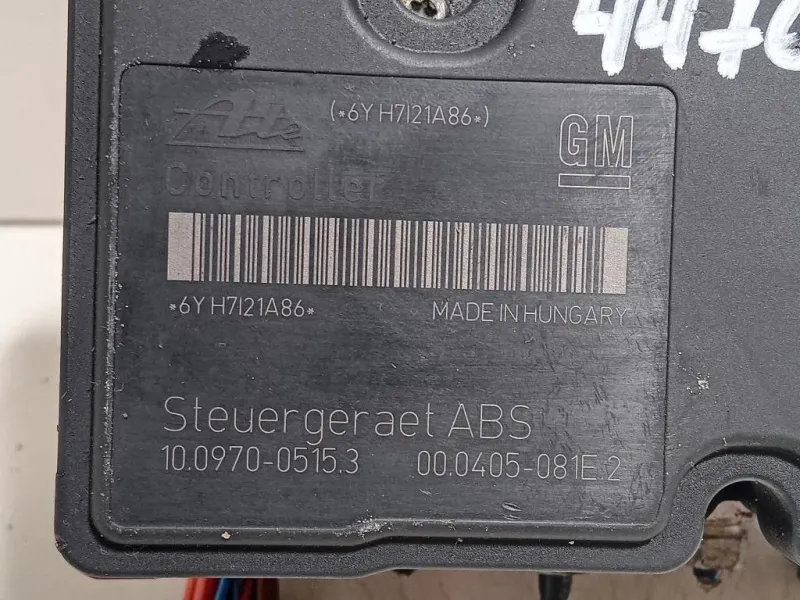 Ate
(*6Y H7I21A86*)
GM
Controller
*6Y H7I21A86*
MADE IN HUNGARY
Steuergeraet ABS
10.0970-0515.3
00.0405-081E.2